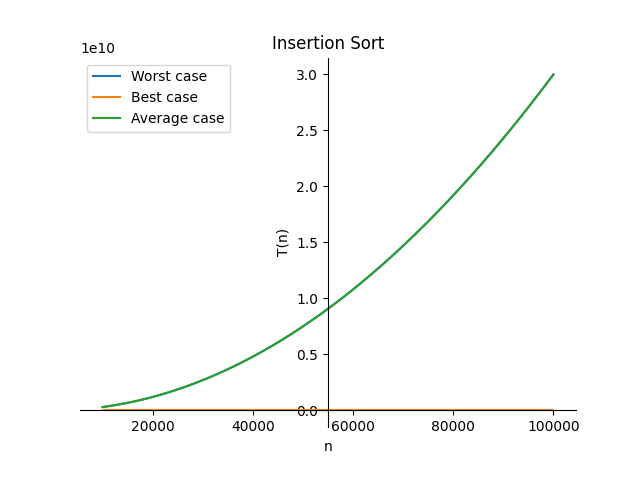 Insertion Sort
1e10
Worst case
Best case
Average case
3.0
2.5
2.0
1.5
1.0
0.5
0.0
T(n)
20000 40000 60000 80000 100000
n